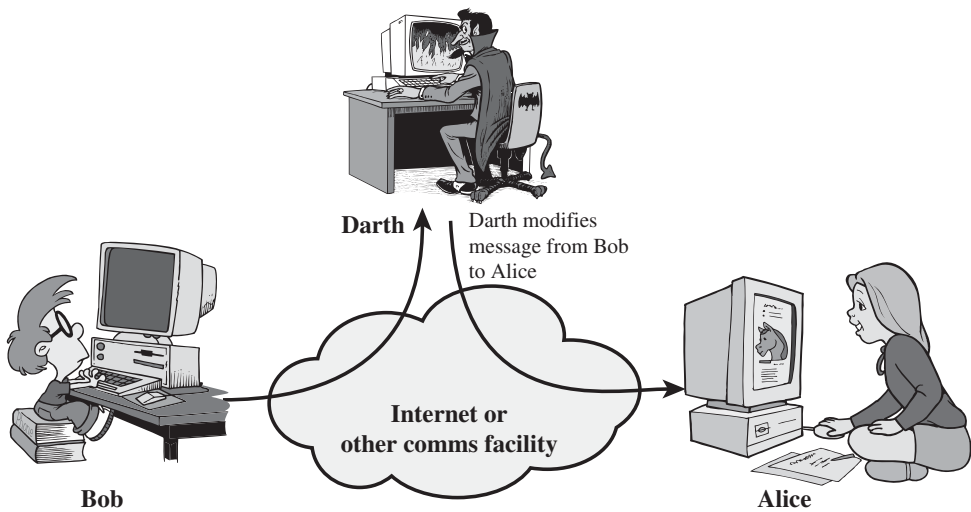 Darth
Darth modifies
message from Bob
to Alice
Internet or
other comms facility
Bob
Alice